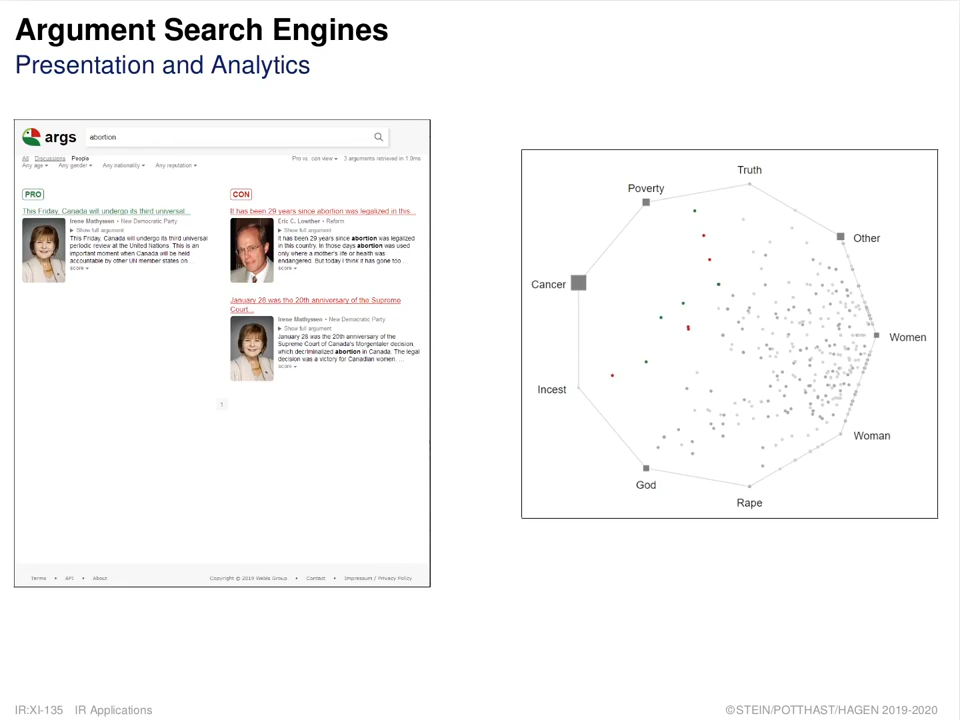 Argument Search Engines
Presentation and Analytics
args
abortion
All Discussions People
Any age Any gender Any nationality Any reputation
Pro vs. con view 3 arguments retrieved in 1.9ms
PRO
This Friday, Canada will undergo its third universal...
Irene Mathyssen • New Democratic Party
Show full argument
This Friday, Canada will undergo its third universal
periodic review at the United Nations. This is an
important moment when Canada will be held
accountable by other UN member states on ...
score
CON
It has been 29 years since abortion was legalized in this...
Eric C. Lowther • Reform
Show full argument
It has been 29 years since abortion was legalized
in this country. In those days abortion was used
only where a mother's life or health was
endangered. But today I think it has gone too ...
score
January 28 was the 20th anniversary of the Supreme
Court...
Irene Mathyssen • New Democratic Party
Show full argument
January 28 was the 20th anniversary of the
Supreme Court of Canada's Morgentaler decision,
which decriminalized abortion in Canada. The legal
decision was a victory for Canadian women. ...
score
1
Terms • API • About
Copyright © 2019 Webis Group • Contact • Impressum / Privacy Policy
Truth
Poverty
Other
Cancer
Women
Incest
Woman
God
Rape
IR:XI-135 IR Applications
©STEIN/POTTHAST/HAGEN 2019-2020